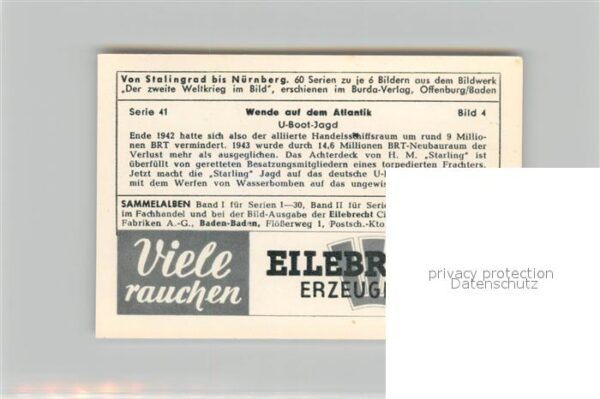 Von Stalingrad bis Nürnberg. 60 Serien zu je 6 Bildern aus dem Bildwerk
„Der zweite Weltkrieg im Bild", erschienen im Burda-Verlag, Offenburg/Baden
Serie 41 Wende auf dem Atlantik Bild 4
U-Boot-Jagd
Ende 1942 hatte sich also der alliierte Handelsschiffsraum um rund 9 Millio-
nen BRT vermindert. 1943 wurde durch 14,6 Millionen BRT-Neubauraum der
Verlust mehr als ausgeglichen. Das Achterdeck von H. M. „Starling" ist
überfüllt von geretteten Besatzungsmitgliedern eines torpedierten Frachters.
Jetzt macht die „Starling" Jagd auf das deutsche U-
mit dem Werfen von Wasserbomben auf das ungewis
SAMMELALBEN Band I für Serien 1—30, Band II für Serie
im Fachhandel und bei der Bild-Ausgabe der Eilebrecht Ci
Fabriken A.-G., Baden-Baden, Flößerweg 1, Postsch.-Kto
Viele
rauchen
EILEBR
ERZEUG
privacy protection
Datenschutz